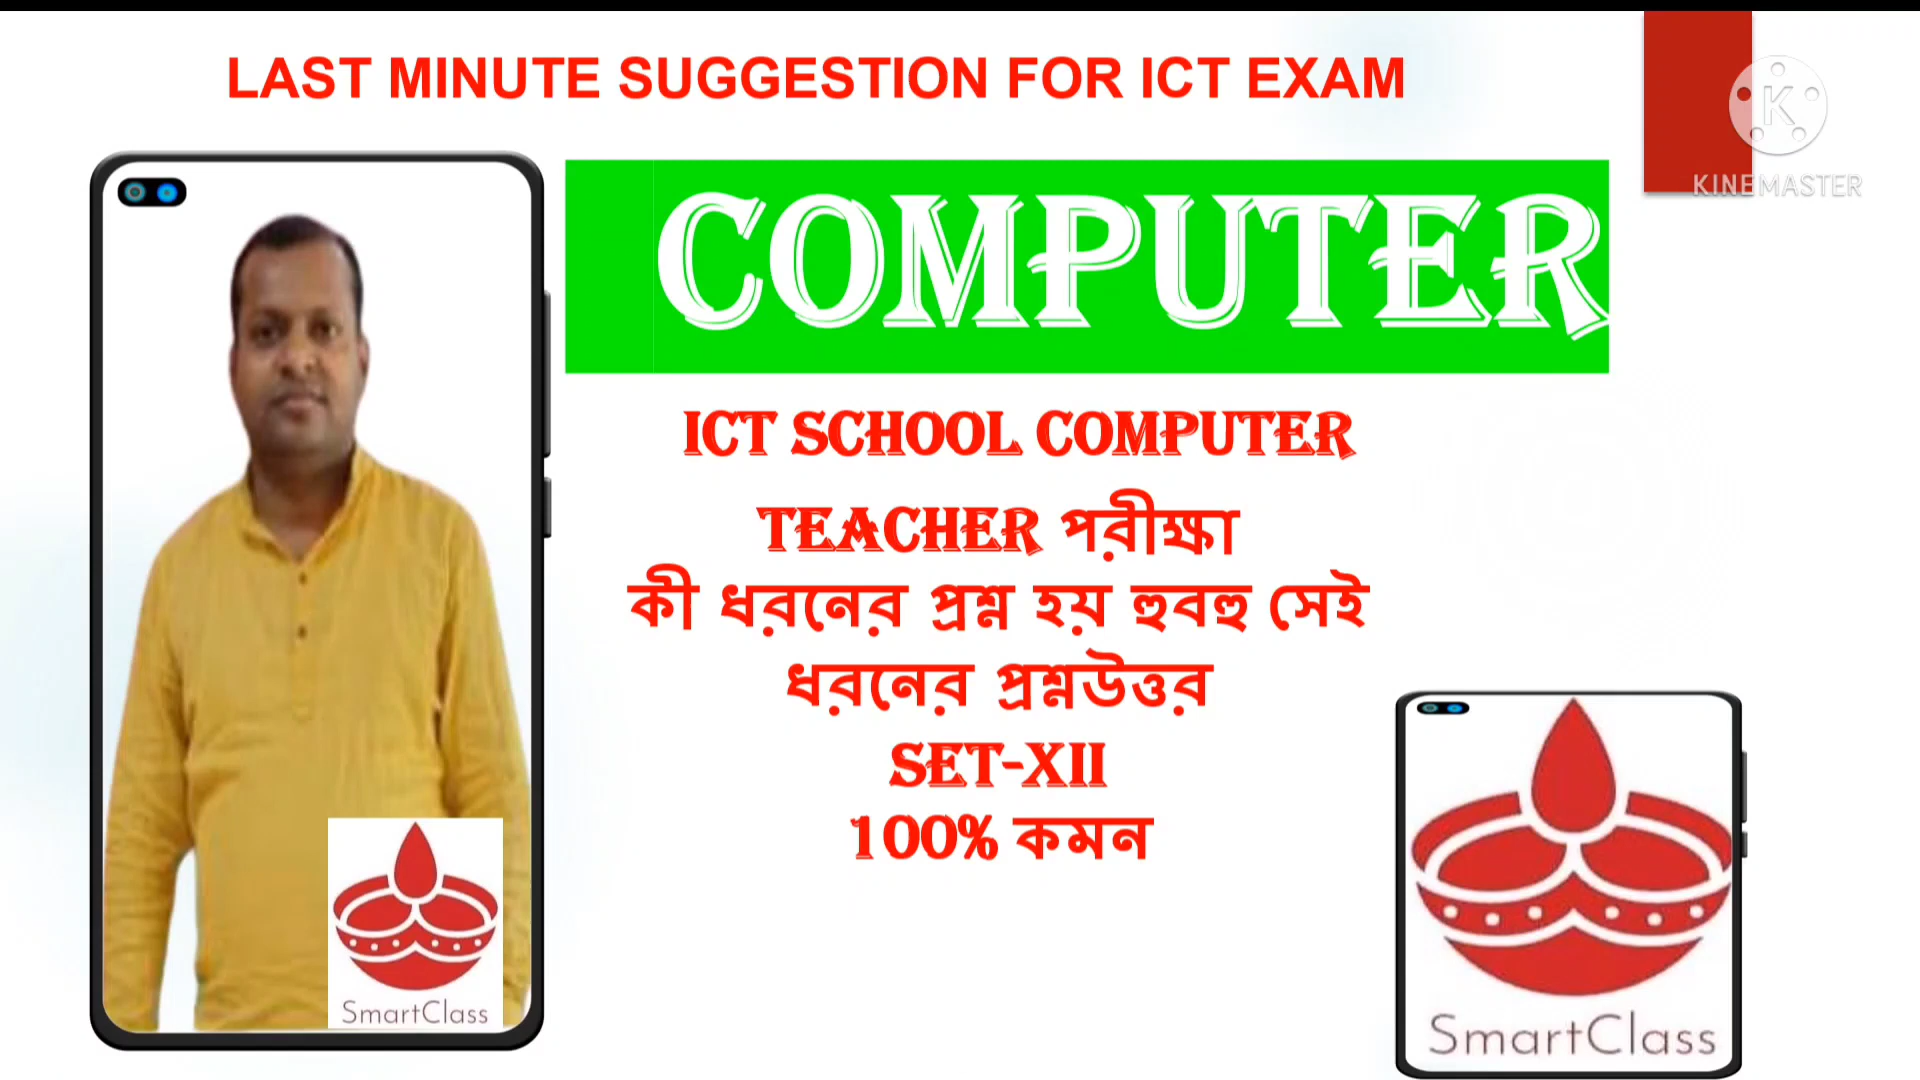 LAST MINUTE SUGGESTION FOR ICT EXAM
K
KINEMASTER
COMPUTER
ICT SCHOOL COMPUTER
TEACHER পরীক্ষা
কী ধরনের প্রশ্ন হয় হুবহু সেই
ধরনের প্রশ্নউত্তর
SET-XII
100% কমন
SmartClass
SmartClass